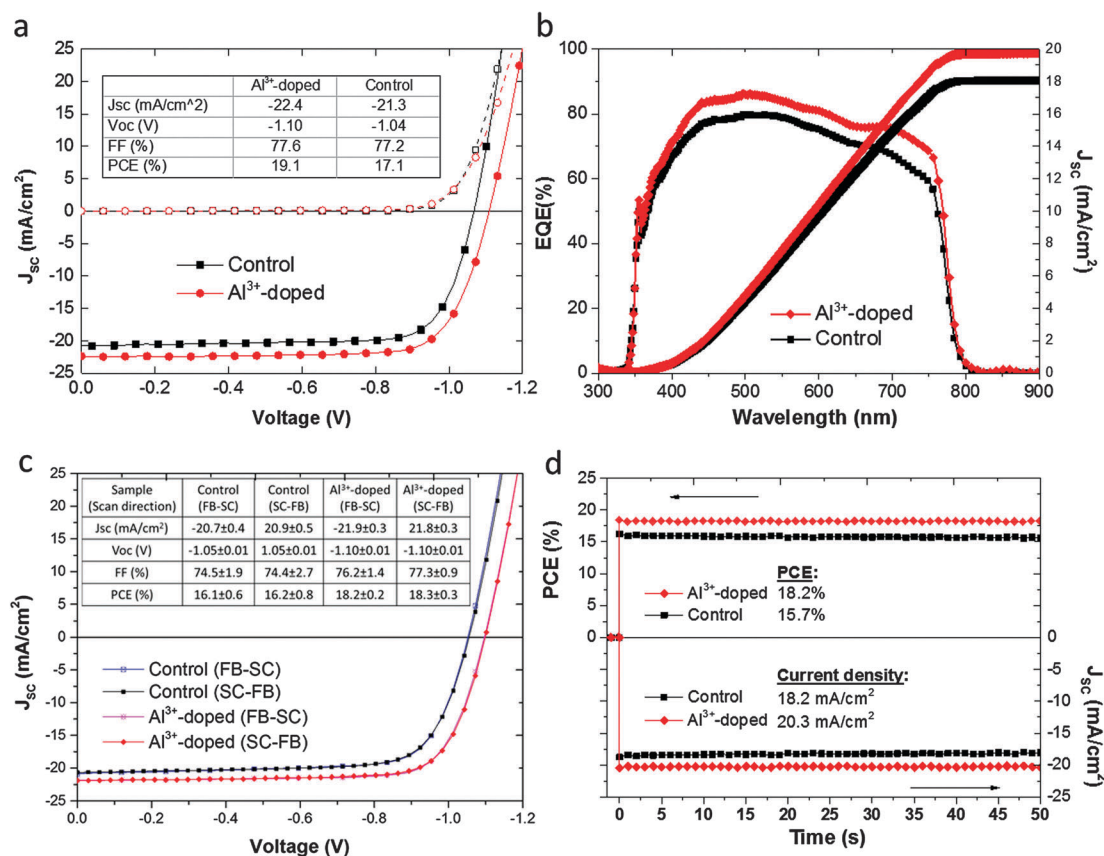 a
25
20
15
10
5
0
-5
-10
-15
-20
-25
J_sc (mA/cm²)
Al³⁺-doped Control
Jsc (mA/cm^2) -22.4 -21.3
Voc (V) -1.10 -1.04
FF (%) 77.6 77.2
PCE (%) 19.1 17.1
Control
Al³⁺-doped
0.0 -0.2 -0.4 -0.6 -0.8 -1.0 -1.2
Voltage (V)
b
100
80
60
40
20
0
EQE(%)
20
18
16
14
12
10
8
6
4
2
0
J_sc (mA/cm²)
Al³⁺-doped
Control
300 400 500 600 700 800 900
Wavelength (nm)
c
25
20
15
10
5
0
-5
-10
-15
-20
-25
J_sc (mA/cm²)
Sample Control Control Al³⁺-doped Al³⁺-doped
(Scan direction) (FB-SC) (SC-FB) (FB-SC) (SC-FB)
Jsc (mA/cm²) -20.7±0.4 20.9±0.5 -21.9±0.3 21.8±0.3
Voc (V) -1.05±0.01 1.05±0.01 -1.10±0.01 -1.10±0.01
FF (%) 74.5±1.9 74.4±2.7 76.2±1.4 77.3±0.9
PCE (%) 16.1±0.6 16.2±0.8 18.2±0.2 18.3±0.3
Control (FB-SC)
Control (SC-FB)
Al³⁺-doped (FB-SC)
Al³⁺-doped (SC-FB)
0.0 -0.2 -0.4 -0.6 -0.8 -1.0 -1.2
Voltage (V)
d
25
20
15
10
5
0
PCE (%)
PCE:
Al³⁺-doped 18.2%
Control 15.7%
Current density:
Control 18.2 mA/cm²
Al³⁺-doped 20.3 mA/cm²
0
-5
-10
-15
-20
-25
J_sc (mA/cm²)
0 5 10 15 20 25 30 35 40 45 50
Time (s)